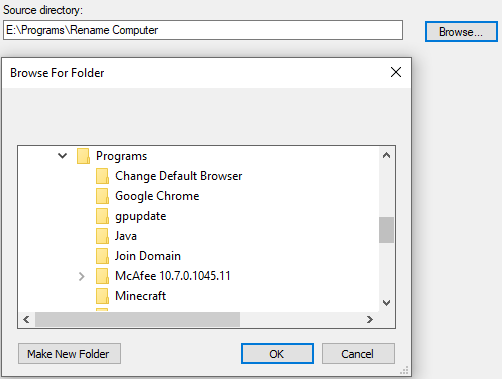 Source directory:
E:\Programs\Rename Computer
Browse...
Browse For Folder
Programs
Change Default Browser
Google Chrome
gpupdate
Java
Join Domain
McAfee 10.7.0.1045.11
Minecraft
Make New Folder
OK
Cancel